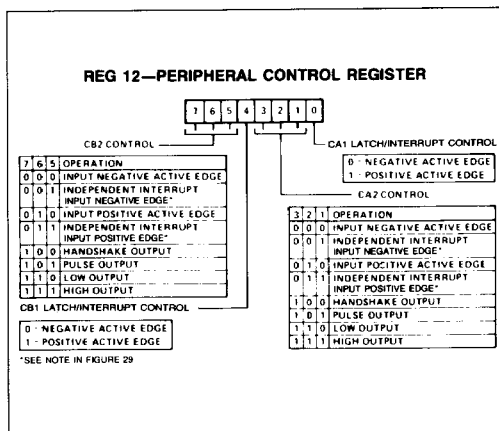 REG 12—PERIPHERAL CONTROL REGISTER
7 6 5 4 3 2 1 0
CB2 CONTROL
7 6 5 OPERATION
0 0 0 INPUT NEGATIVE ACTIVE EDGE
0 0 1 INDEPENDENT INTERRUPT
INPUT NEGATIVE EDGE*
0 1 0 INPUT POSITIVE ACTIVE EDGE
0 1 1 INDEPENDENT INTERRUPT
INPUT POSITIVE EDGE*
1 0 0 HANDSHAKE OUTPUT
1 0 1 PULSE OUTPUT
1 1 0 LOW OUTPUT
1 1 1 HIGH OUTPUT
CB1 LATCH/INTERRUPT CONTROL
0 - NEGATIVE ACTIVE EDGE
1 - POSITIVE ACTIVE EDGE
*SEE NOTE IN FIGURE 29
CA1 LATCH/INTERRUPT CONTROL
0 - NEGATIVE ACTIVE EDGE
1 - POSITIVE ACTIVE EDGE
CA2 CONTROL
3 2 1 OPERATION
0 0 0 INPUT NEGATIVE ACTIVE EDGE
0 0 1 INDEPENDENT INTERRUPT
INPUT NEGATIVE EDGE*
0 1 0 INPUT POSITIVE ACTIVE EDGE
0 1 1 INDEPENDENT INTERRUPT
INPUT POSITIVE EDGE*
1 0 0 HANDSHAKE OUTPUT
1 0 1 PULSE OUTPUT
1 1 0 LOW OUTPUT
1 1 1 HIGH OUTPUT